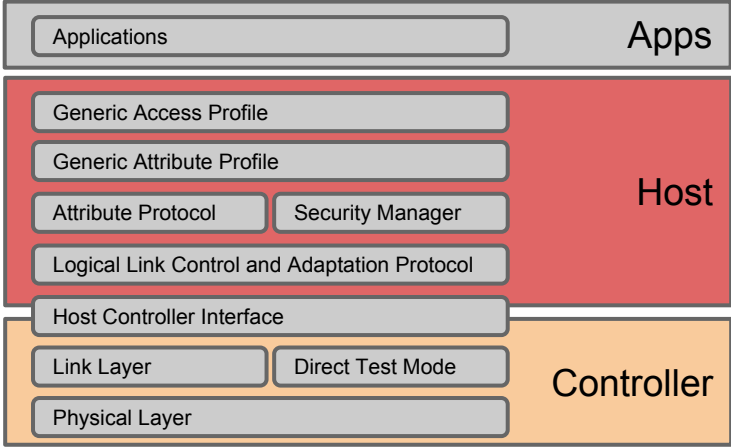 Applications
Apps
Generic Access Profile
Generic Attribute Profile
Host
Attribute Protocol
Security Manager
Logical Link Control and Adaptation Protocol
Host Controller Interface
Link Layer
Direct Test Mode
Controller
Physical Layer